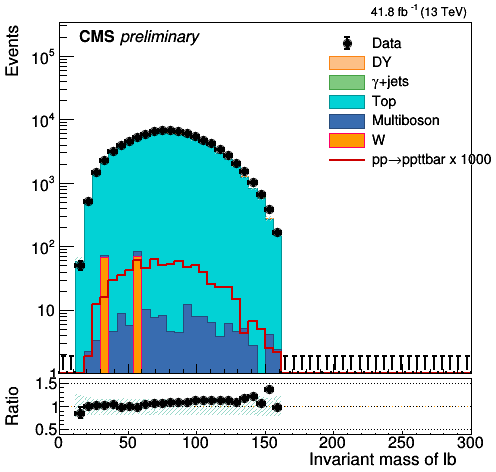 41.8 fb⁻¹ (13 TeV)
CMS preliminary
Events
Data
DY
γ+jets
Top
Multiboson
W
pp→ppttbar x 1000
10⁵
10⁴
10³
10²
10
1
Ratio
1.5
1
0.5
0 50 100 150 200 250 300
Invariant mass of lb